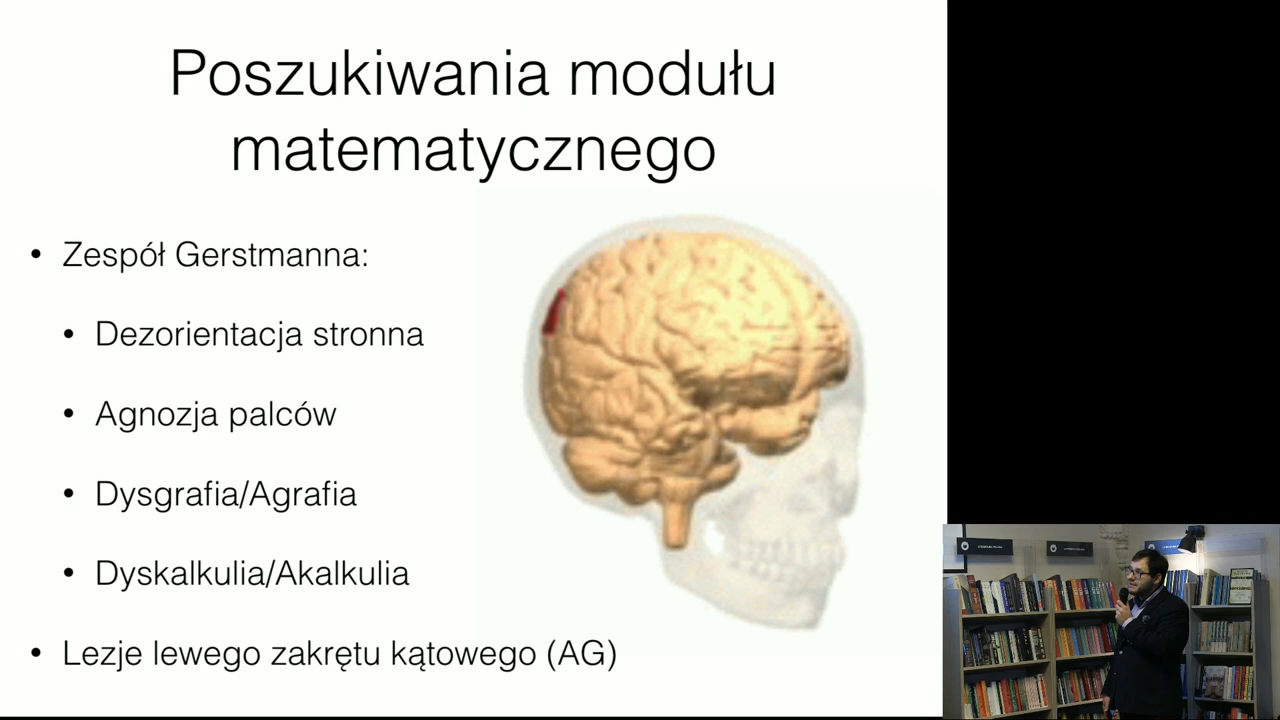 Poszukiwania modułu
matematycznego
• Zespół Gerstmanna:
• Dezorientacja stronna
• Agnozja palców
• Dysgrafia/Agrafia
• Dyskalkulia/Akalkulia
• Lezje lewego zakrętu kątowego (AG)